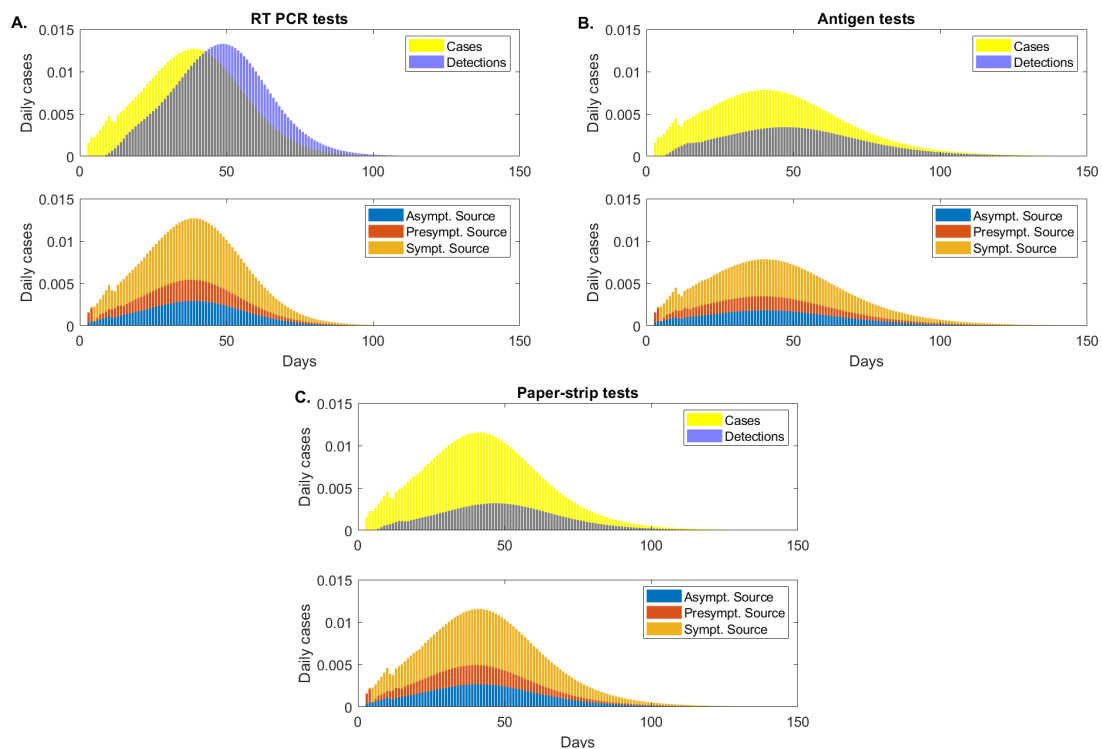 A.
RT PCR tests
Daily cases
0.015
0.01
0.005
0
0
50
100
150
Cases
Detections
Daily cases
0.015
0.01
0.005
0
0
50
100
150
Days
Asympt. Source
Presympt. Source
Sympt. Source
B.
Antigen tests
Daily cases
0.015
0.01
0.005
0
0
50
100
150
Cases
Detections
Daily cases
0.015
0.01
0.005
0
0
50
100
150
Days
Asympt. Source
Presympt. Source
Sympt. Source
C.
Paper-strip tests
Daily cases
0.015
0.01
0.005
0
0
50
100
150
Cases
Detections
Daily cases
0.015
0.01
0.005
0
0
50
100
150
Days
Asympt. Source
Presympt. Source
Sympt. Source